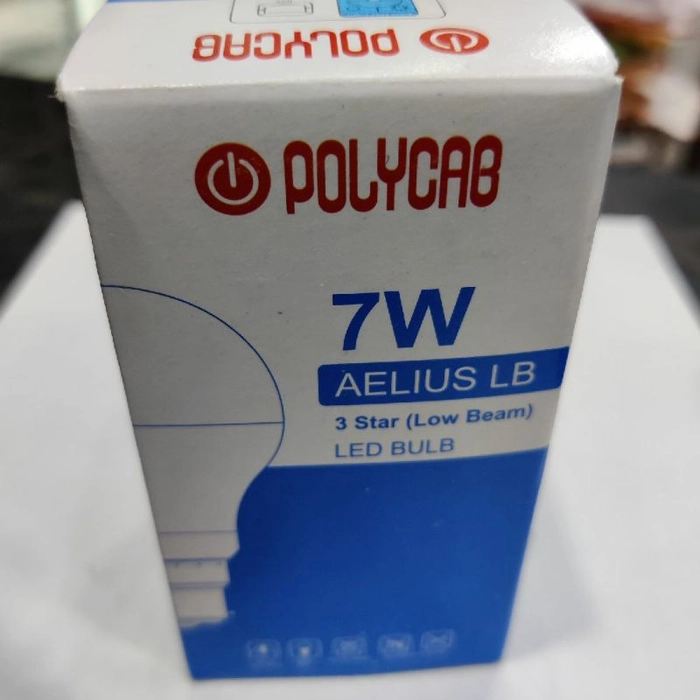 POLYCAB
POLYCAB
7W
AELIUS LB
3 Star (Low Beam)
LED BULB